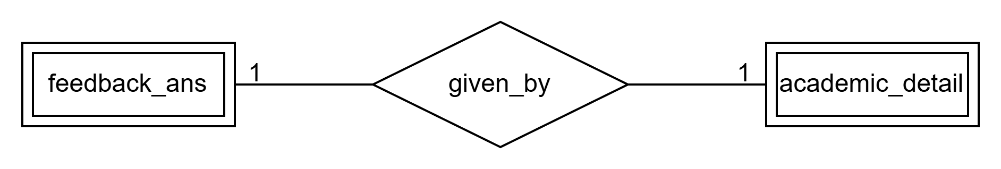 feedback_ans
1
given_by
1
academic_detail